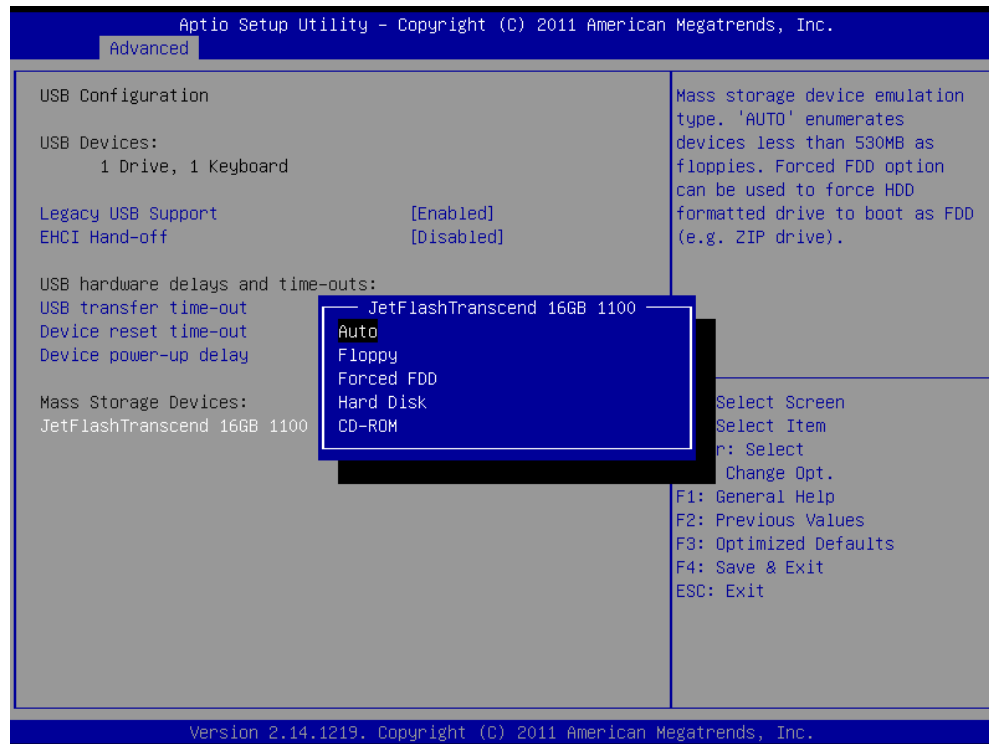 Aptio Setup Utility – Copyright (C) 2011 American Megatrends, Inc.
Advanced
USB Configuration
USB Devices:
1 Drive, 1 Keyboard
Legacy USB Support [Enabled]
EHCI Hand-off [Disabled]
USB hardware delays and time-outs:
USB transfer time-out
Device reset time-out
Device power-up delay
Mass Storage Devices:
JetFlashTranscend 16GB 1100
JetFlashTranscend 16GB 1100
Auto
Floppy
Forced FDD
Hard Disk
CD-ROM
Mass storage device emulation
type. 'AUTO' enumerates
devices less than 530MB as
floppies. Forced FDD option
can be used to force HDD
formatted drive to boot as FDD
(e.g. ZIP drive).
Select Screen
Select Item
r: Select
Change Opt.
F1: General Help
F2: Previous Values
F3: Optimized Defaults
F4: Save & Exit
ESC: Exit
Version 2.14.1219. Copyright (C) 2011 American Megatrends, Inc.